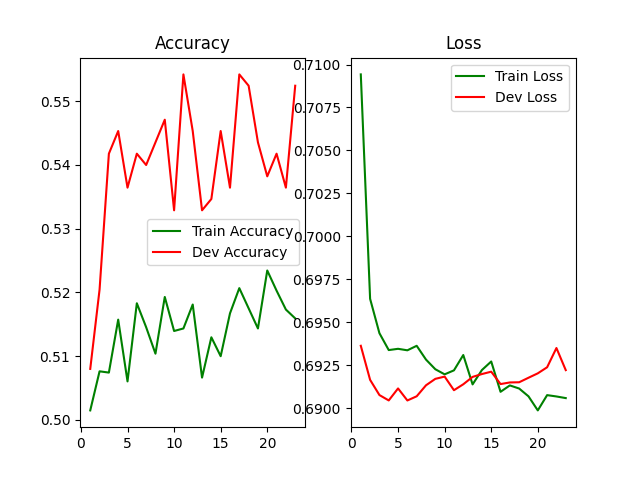 Accuracy
0.55
0.54
0.53
0.52
0.51
0.50
0 5 10 15 20
Train Accuracy
Dev Accuracy
Loss
0.7100
0.7075
0.7050
0.7025
0.7000
0.6975
0.6950
0.6925
0.6900
0 5 10 15 20
Train Loss
Dev Loss